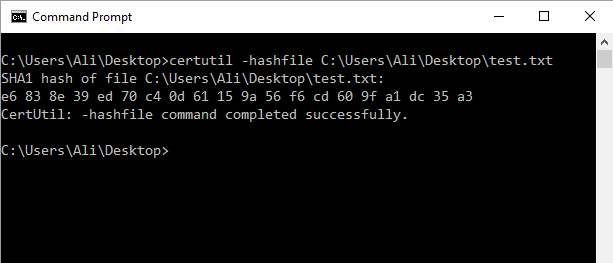 Command Prompt
C:\Users\Ali\Desktop>certutil -hashfile C:\Users\Ali\Desktop\test.txt
SHA1 hash of file C:\Users\Ali\Desktop\test.txt:
e6 83 8e 39 ed 70 c4 0d 61 15 9a 56 f6 cd 60 9f a1 dc 35 a3
CertUtil: -hashfile command completed successfully.
C:\Users\Ali\Desktop>